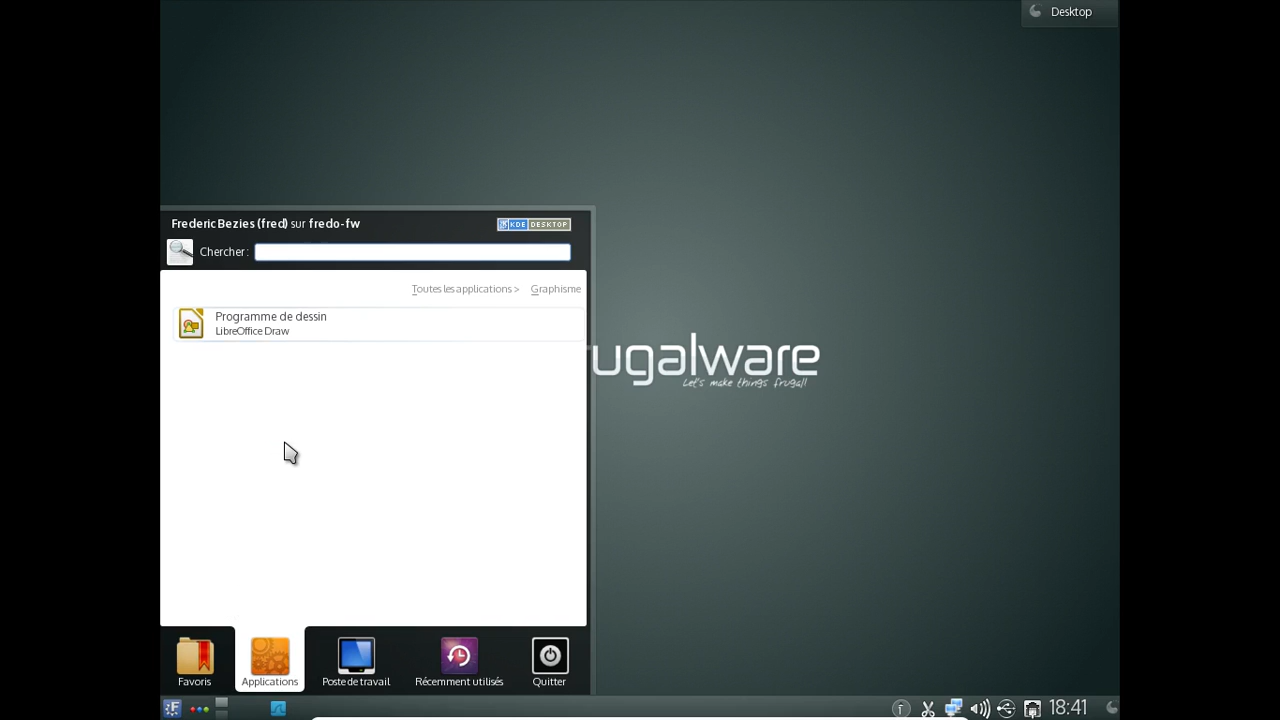 Desktop
Frederic Bezies (fred) sur fredo-fw
KDE DESKTOP
Chercher :
Toutes les applications > Graphisme
Programme de dessin
LibreOffice Draw
rugalware
Let's make things frugal!
Favoris
Applications
Poste de travail
Récemment utilisés
Quitter
18:41